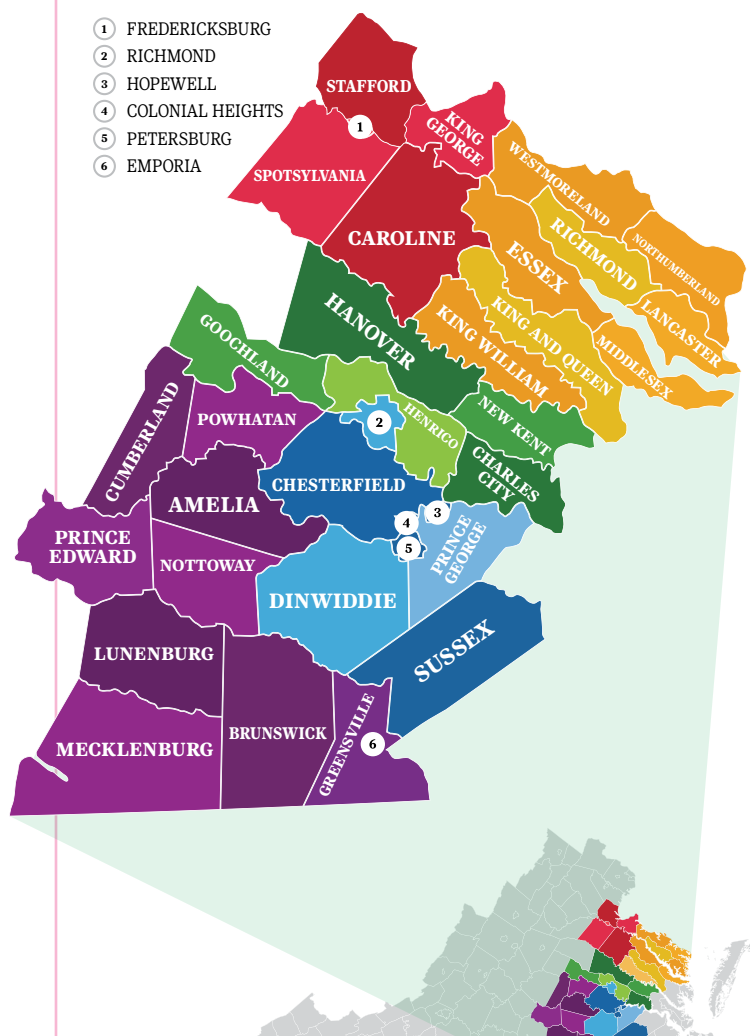 1 FREDERICKSBURG
2 RICHMOND
3 HOPEWELL
4 COLONIAL HEIGHTS
5 PETERSBURG
6 EMPORIA
STAFFORD
1
KING
GEORGE
SPOTSYLVANIA
WESTMORELAND
CAROLINE
RICHMOND
NORTHUMBERLAND
ESSEX
LANCASTER
HANOVER
KING WILLIAM
KING AND QUEEN
MIDDLESEX
GOOCHLAND
CUMBERLAND
POWHATAN
2
HENRICO
NEW KENT
CHESTERFIELD
CHARLES
CITY
AMELIA
3
4
5
PRINCE
GEORGE
PRINCE
EDWARD
NOTTOWAY
DINWIDDIE
LUNENBURG
SUSSEX
MECKLENBURG
BRUNSWICK
GREENSVILLE
6